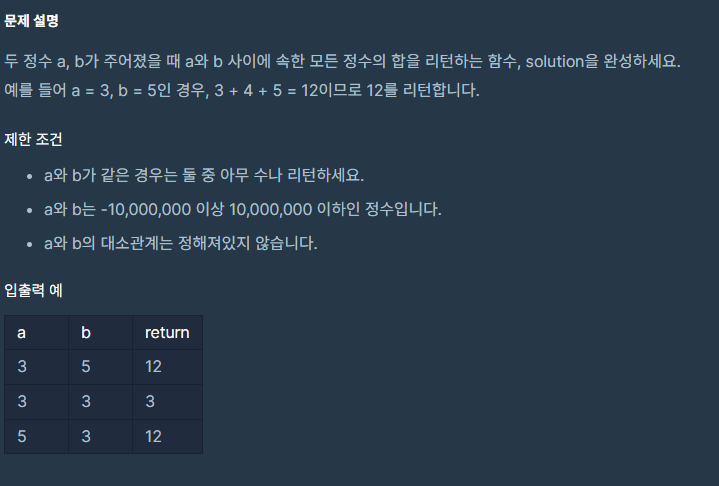 문제 설명
두 정수 a, b가 주어졌을 때 a와 b 사이에 속한 모든 정수의 합을 리턴하는 함수, solution을 완성하세요.
예를 들어 a = 3, b = 5인 경우, 3 + 4 + 5 = 12이므로 12를 리턴합니다.
제한 조건
• a와 b가 같은 경우는 둘 중 아무 수나 리턴하세요.
• a와 b는 -10,000,000 이상 10,000,000 이하인 정수입니다.
• a와 b의 대소관계는 정해져있지 않습니다.
입출력 예
a b return
3 5 12
3 3 3
5 3 12